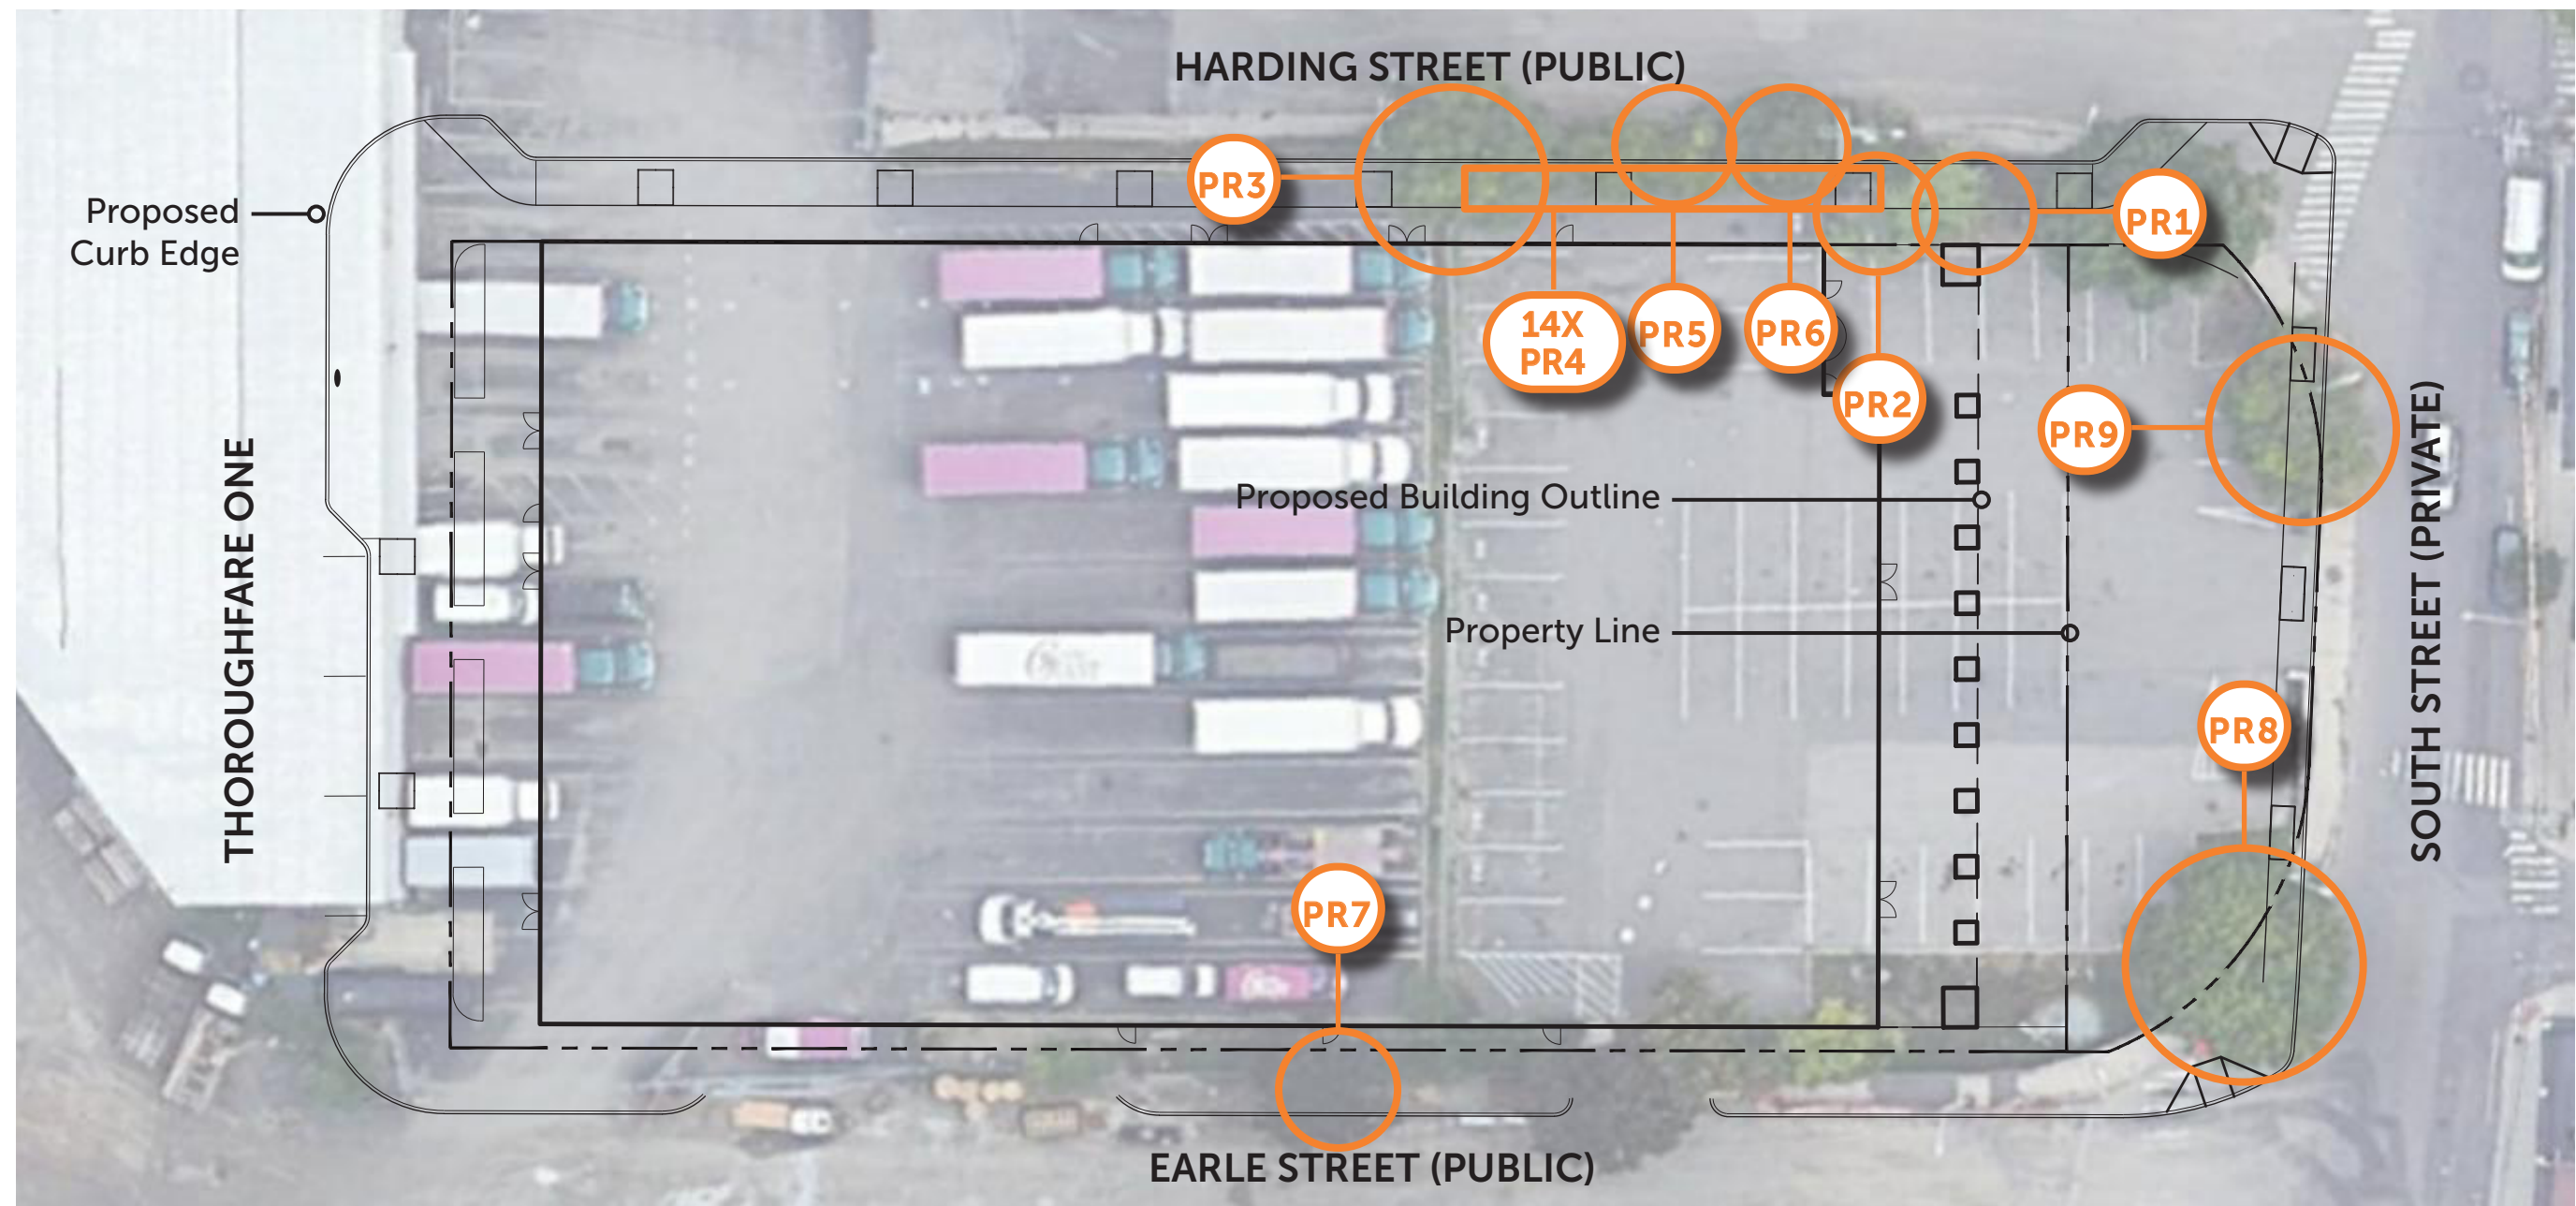 HARDING STREET (PUBLIC)
PR3
PR1
Proposed
Curb Edge
14X
PR4
PR5
PR6
PR2
PR9
Proposed Building Outline
Property Line
THOROUGHFARE ONE
SOUTH STREET (PRIVATE)
PR8
PR7
EARLE STREET (PUBLIC)